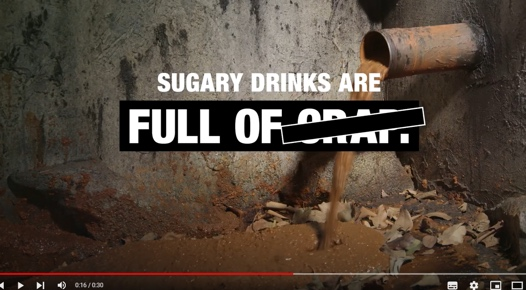 SUGARY DRINKS ARE
FULL OF CRAP.
0:16 / 0:30